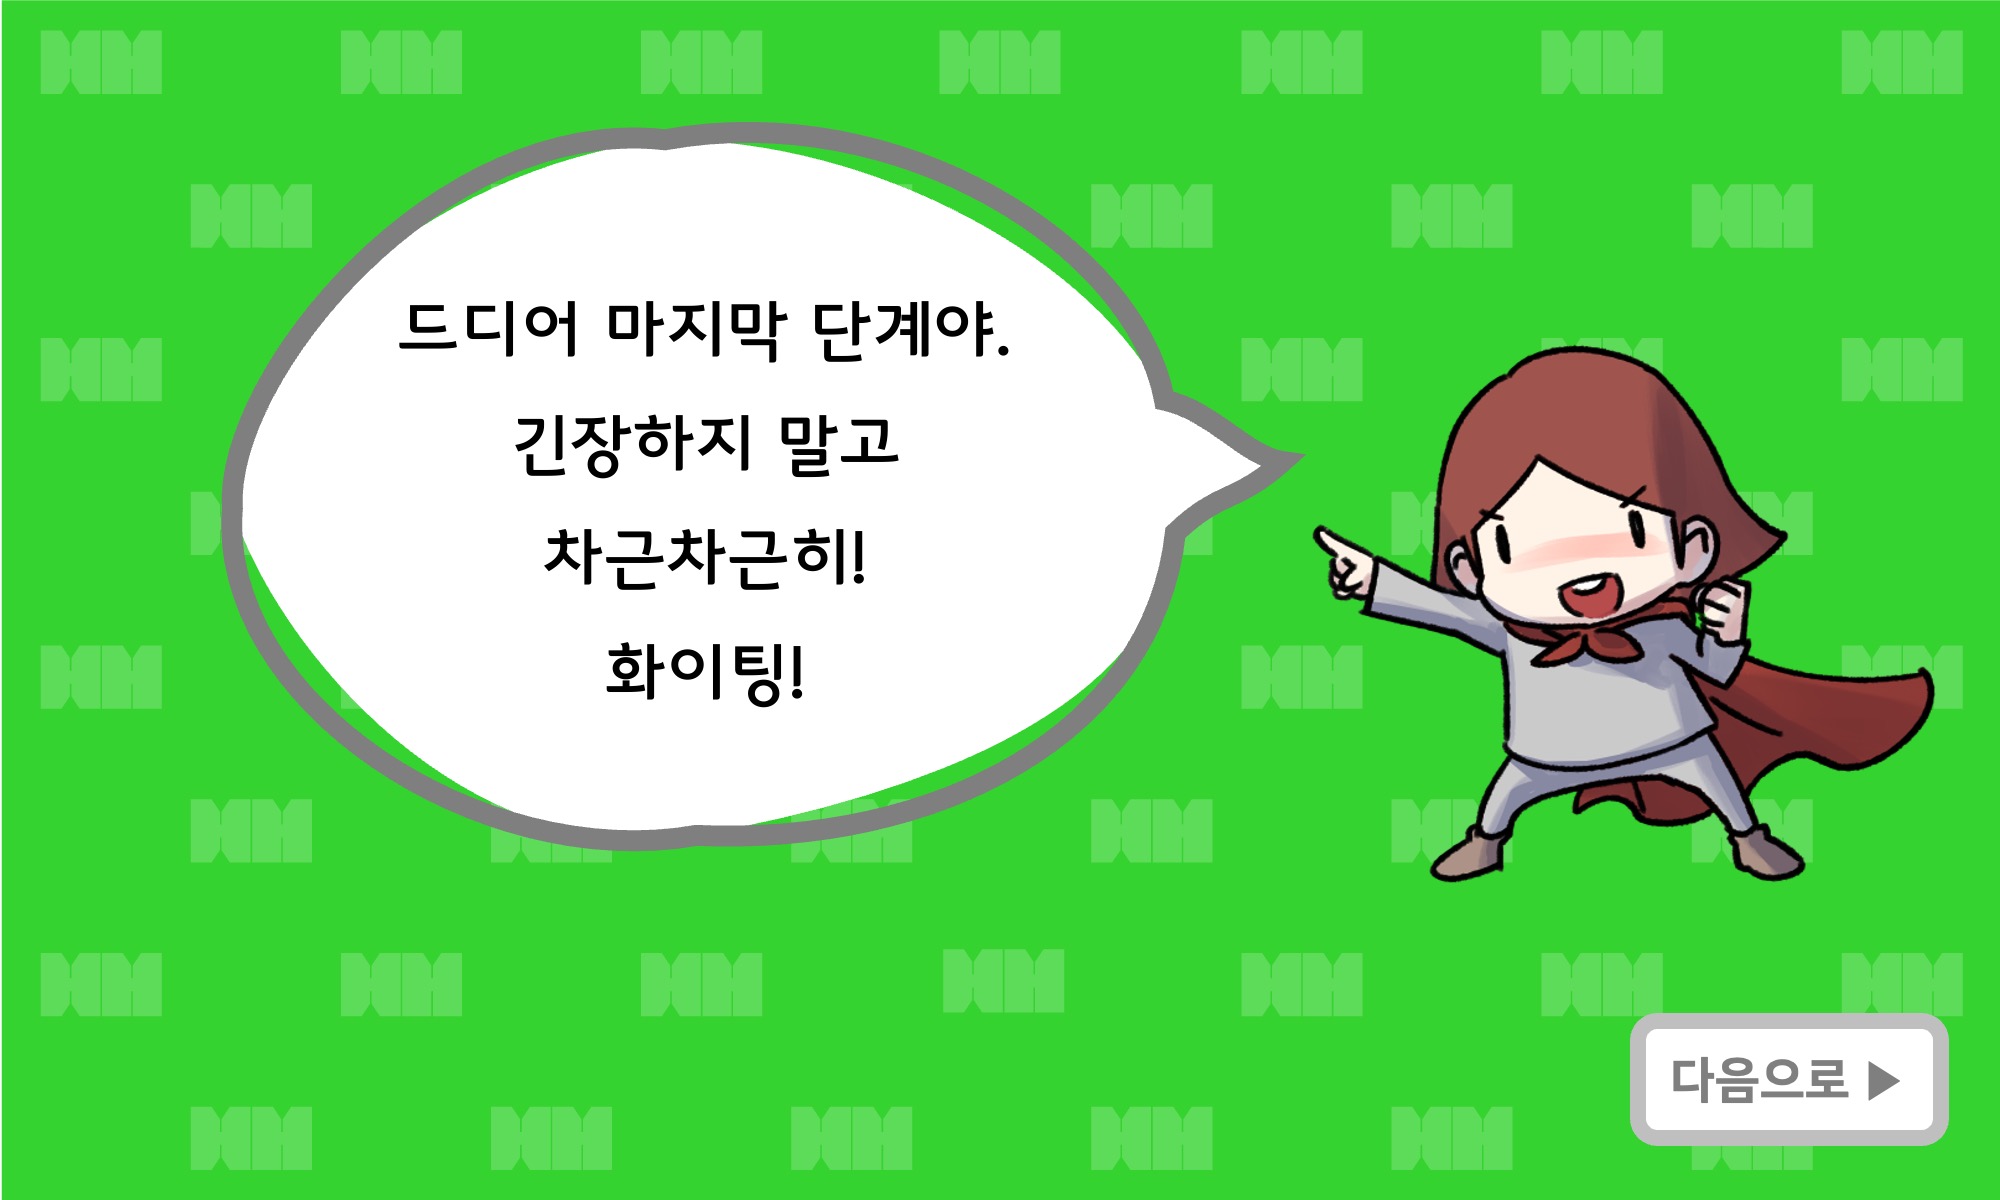 드디어 마지막 단계야.
긴장하지 말고
차근차근히!
화이팅!
다음으로 ▶